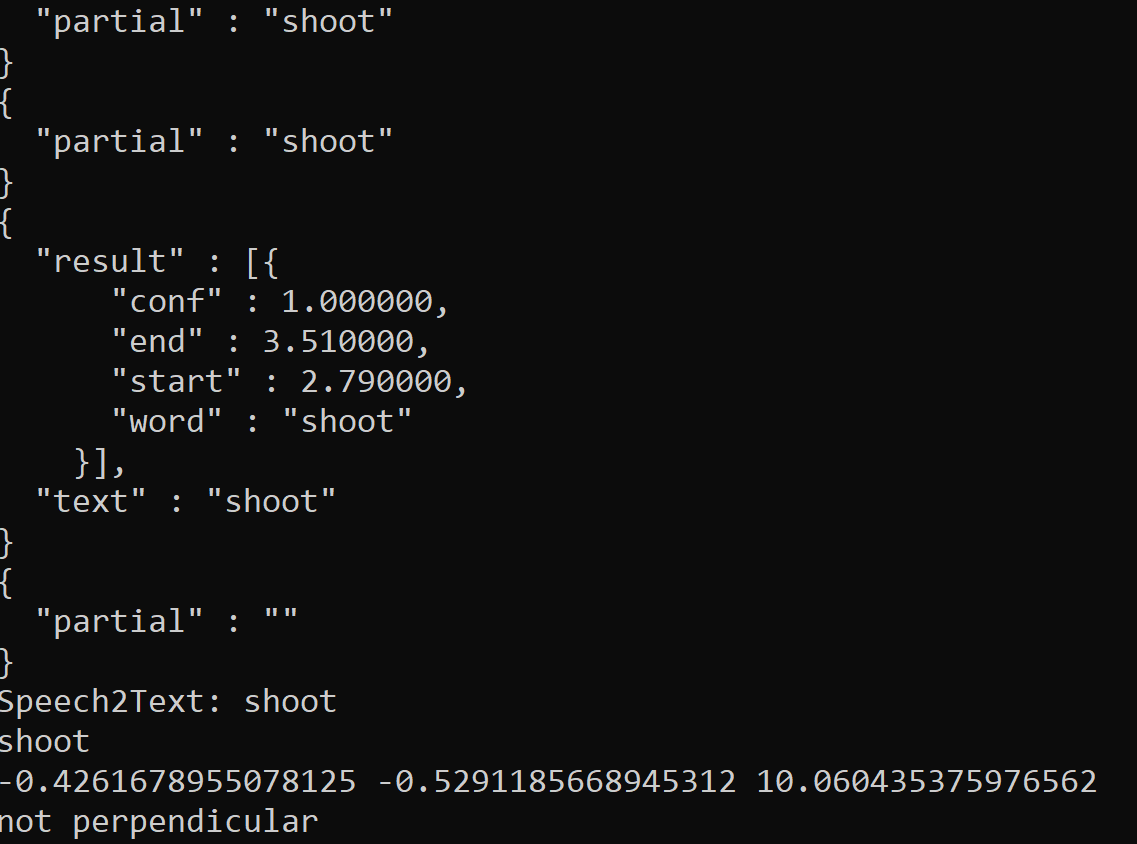 "partial" : "shoot"
}
{
"partial" : "shoot"
}
{
"result" : [{
"conf" : 1.000000,
"end" : 3.510000,
"start" : 2.790000,
"word" : "shoot"
}],
"text" : "shoot"
}
{
"partial" : ""
}
Speech2Text: shoot
shoot
-0.4261678955078125 -0.5291185668945312 10.060435375976562
not perpendicular